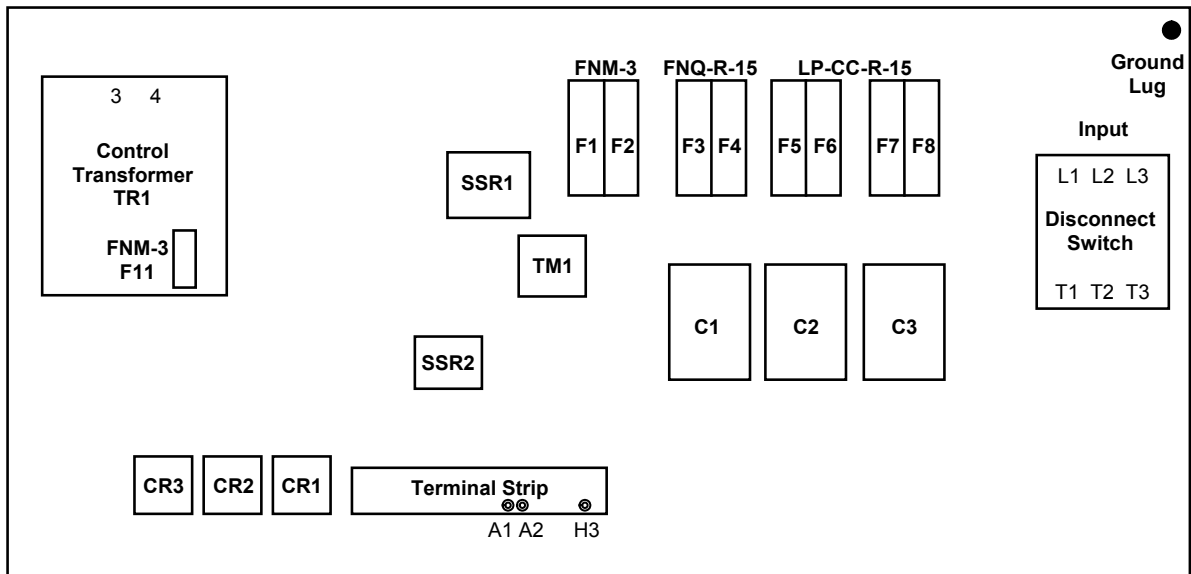 Ground
Lug
FNM-3 FNQ-R-15 LP-CC-R-15
3 4
Control
Transformer
TR1
FNM-3
F11
SSR1
F1 F2 F3 F4 F5 F6 F7 F8
Input
L1 L2 L3
Disconnect
Switch
T1 T2 T3
TM1
C1 C2 C3
SSR2
CR3 CR2 CR1
Terminal Strip
A1 A2 H3